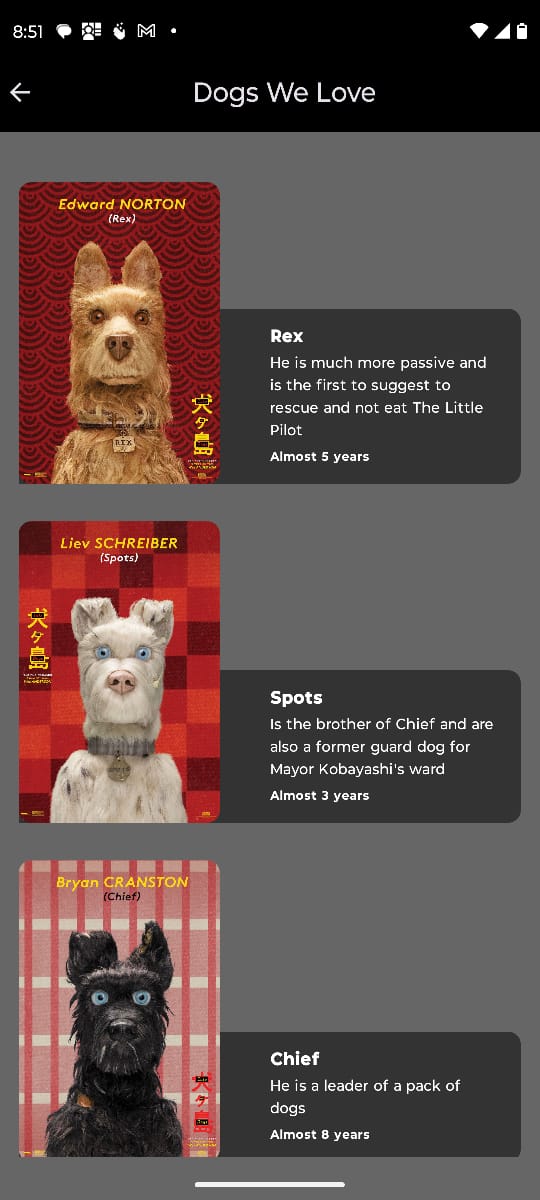 8:51
Dogs We Love
Edward NORTON
(Rex)
犬ヶ島
REX
Rex
He is much more passive and
is the first to suggest to
rescue and not eat The Little
Pilot
Almost 5 years
Liev SCHREIBER
(Spots)
犬ヶ島
SPOTS
Spots
Is the brother of Chief and are
also a former guard dog for
Mayor Kobayashi's ward
Almost 3 years
Bryan CRANSTON
(Chief)
犬ヶ島
Chief
He is a leader of a pack of
dogs
Almost 8 years